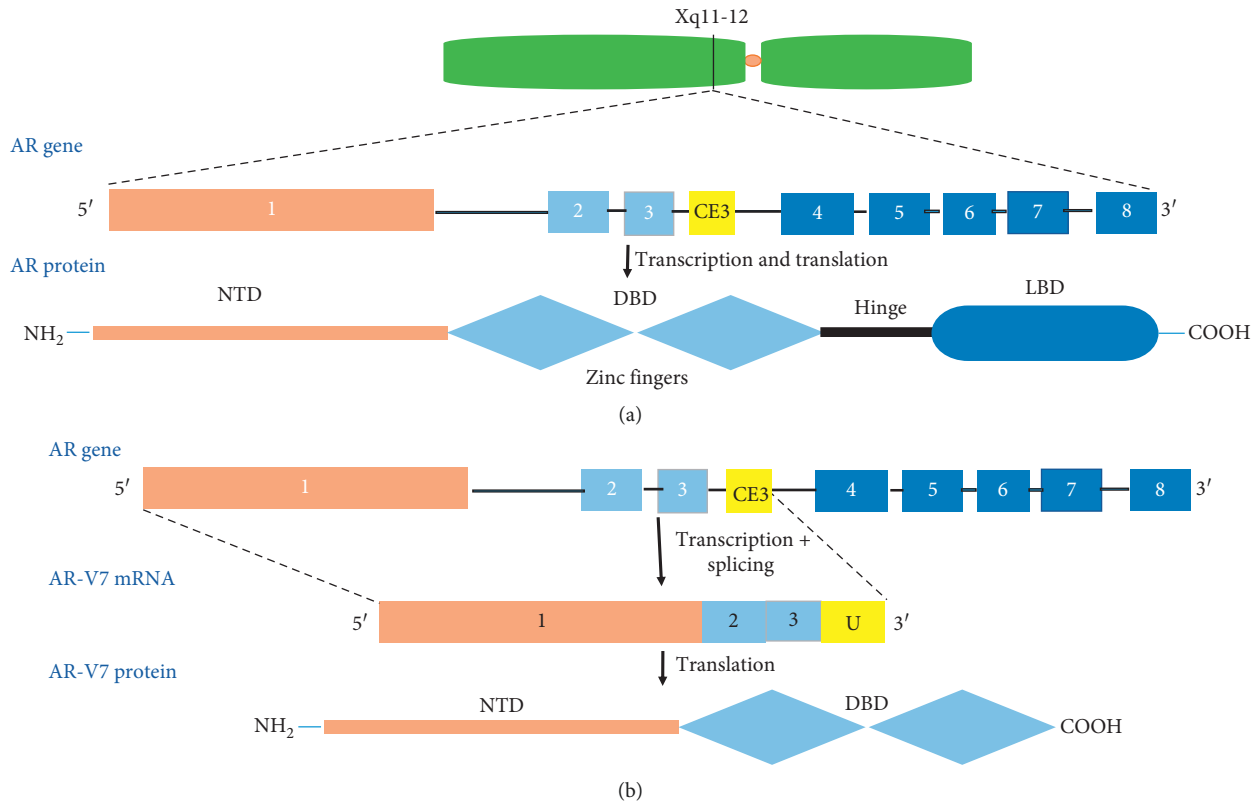 Xq11-12
AR gene
5′ 1 2 3 CE3 4 5 6 7 8 3′
Transcription and translation
AR protein
NTD DBD Hinge LBD
NH₂ COOH
Zinc fingers
(a)
AR gene
5′ 1 2 3 CE3 4 5 6 7 8 3′
Transcription +
splicing
AR-V7 mRNA
5′ 1 2 3 U 3′
Translation
AR-V7 protein
NTD DBD
NH₂ COOH
(b)